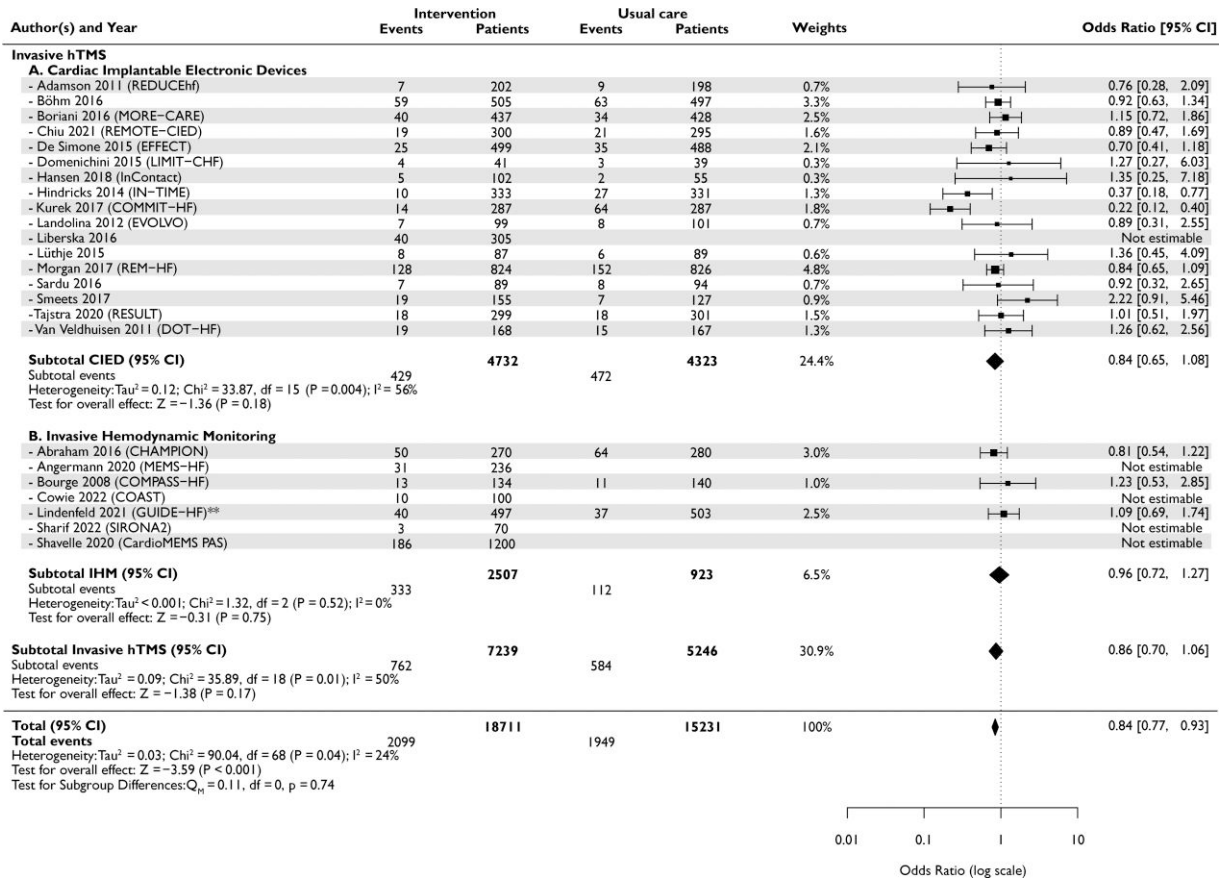 Intervention Usual care
Author(s) and Year Events Patients Events Patients Weights Odds Ratio [95% CI]
Invasive hTMS
A. Cardiac Implantable Electronic Devices
- Adamson 2011 (REDUCEhf) 7 202 9 198 0.7% 0.76 [0.28, 2.09]
- Böhm 2016 59 505 63 497 3.3% 0.92 [0.63, 1.34]
- Boriani 2016 (MORE−CARE) 40 437 34 428 2.5% 1.15 [0.72, 1.86]
- Chiu 2021 (REMOTE−CIED) 19 300 21 295 1.6% 0.89 [0.47, 1.69]
- De Simone 2015 (EFFECT) 25 499 35 488 2.1% 0.70 [0.41, 1.18]
- Domenichini 2015 (LIMIT−CHF) 4 41 3 39 0.3% 1.27 [0.27, 6.03]
- Hansen 2018 (InContact) 5 102 2 55 0.3% 1.35 [0.25, 7.18]
- Hindricks 2014 (IN−TIME) 10 333 27 331 1.3% 0.37 [0.18, 0.77]
- Kurek 2017 (COMMIT−HF) 14 287 64 287 1.8% 0.22 [0.12, 0.40]
- Landolina 2012 (EVOLVO) 7 99 8 101 0.7% 0.89 [0.31, 2.55]
- Liberska 2016 40 305 Not estimable
- Lüthje 2015 8 87 6 89 0.6% 1.36 [0.45, 4.09]
- Morgan 2017 (REM−HF) 128 824 152 826 4.8% 0.84 [0.65, 1.09]
- Sardu 2016 7 89 8 94 0.7% 0.92 [0.32, 2.65]
- Smeets 2017 19 155 7 127 0.9% 2.22 [0.91, 5.46]
-Tajstra 2020 (RESULT) 18 299 18 301 1.5% 1.01 [0.51, 1.97]
- Van Veldhuisen 2011 (DOT−HF) 19 168 15 167 1.3% 1.26 [0.62, 2.56]
Subtotal CIED (95% CI) 4732 4323 24.4% 0.84 [0.65, 1.08]
Subtotal events 429 472
Heterogeneity: Tau² = 0.12; Chi² = 33.87, df = 15 (P = 0.004); I² = 56%
Test for overall effect: Z = −1.36 (P = 0.18)
B. Invasive Hemodynamic Monitoring
- Abraham 2016 (CHAMPION) 50 270 64 280 3.0% 0.81 [0.54, 1.22]
- Angermann 2020 (MEMS−HF) 31 236 Not estimable
- Bourge 2008 (COMPASS−HF) 13 134 11 140 1.0% 1.23 [0.53, 2.85]
- Cowie 2022 (COAST) 10 100 Not estimable
- Lindenfeld 2021 (GUIDE−HF)** 40 497 37 503 2.5% 1.09 [0.69, 1.74]
- Sharif 2022 (SIRONA2) 3 70 Not estimable
- Shavelle 2020 (CardioMEMS PAS) 186 1200 Not estimable
Subtotal IHM (95% CI) 2507 923 6.5% 0.96 [0.72, 1.27]
Subtotal events 333 112
Heterogeneity: Tau² < 0.001; Chi² = 1.32, df = 2 (P = 0.52); I² = 0%
Test for overall effect: Z = −0.31 (P = 0.75)
Subtotal Invasive hTMS (95% CI) 7239 5246 30.9% 0.86 [0.70, 1.06]
Subtotal events 762 584
Heterogeneity: Tau² = 0.09; Chi² = 35.89, df = 18 (P = 0.01); I² = 50%
Test for overall effect: Z = −1.38 (P = 0.17)
Total (95% CI) 18711 15231 100% 0.84 [0.77, 0.93]
Total events 2099 1949
Heterogeneity: Tau² = 0.03; Chi² = 90.04, df = 68 (P = 0.04); I² = 24%
Test for overall effect: Z = −3.59 (P < 0.001)
Test for Subgroup Differences: Q_M = 0.11, df = 0, p = 0.74
0.01 0.1 1 10
Odds Ratio (log scale)